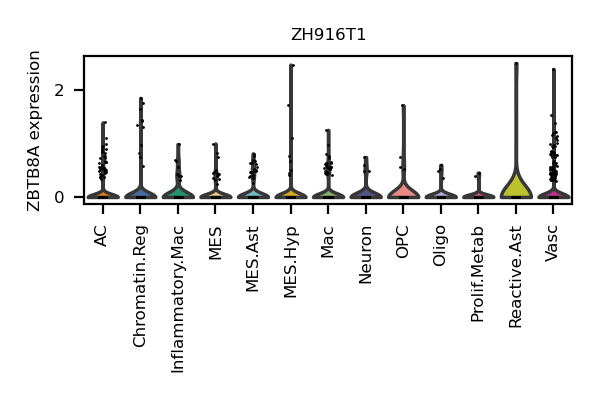 ZH916T1
ZBTB8A expression
2
0
AC
Chromatin.Reg
Inflammatory.Mac
MES
MES.Ast
MES.Hyp
Mac
Neuron
OPC
Oligo
Prolif.Metab
Reactive.Ast
Vasc